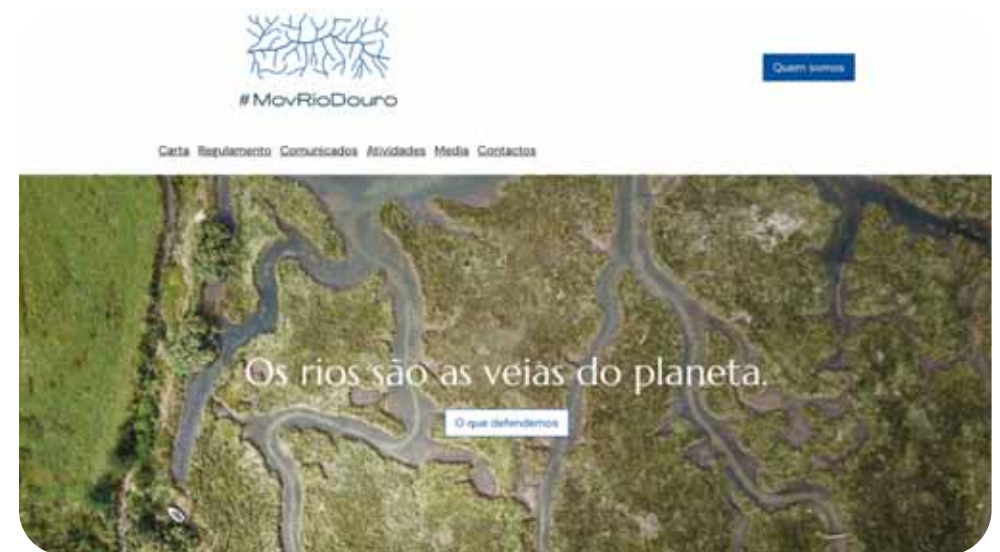 Quem somos
#MovRioDouro
Carta Regulamento Comunicados Atividades Media Contactos
Os rios são as veias do planeta.
O que defendemos